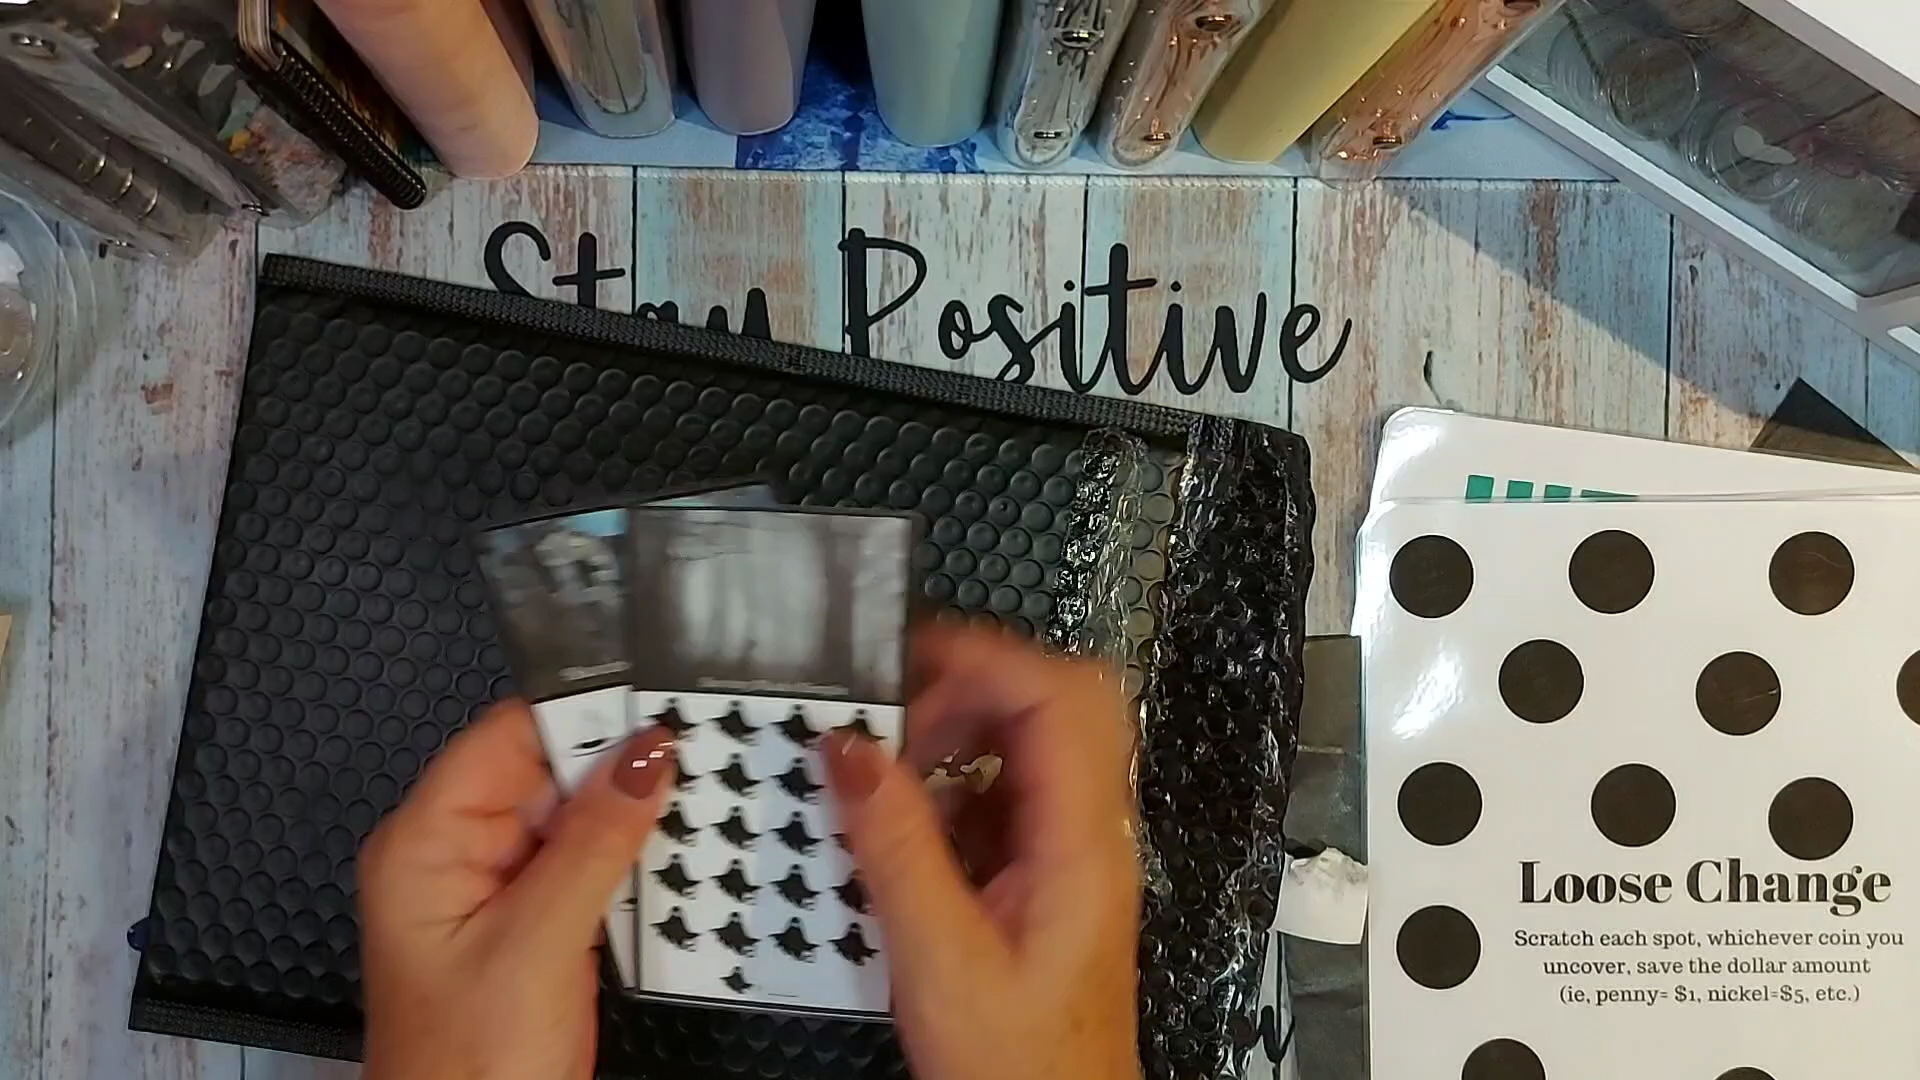 Stay Positive
Loose Change
Scratch each spot, whichever coin you
uncover, save the dollar amount
(ie, penny= $1, nickel=$5, etc.)